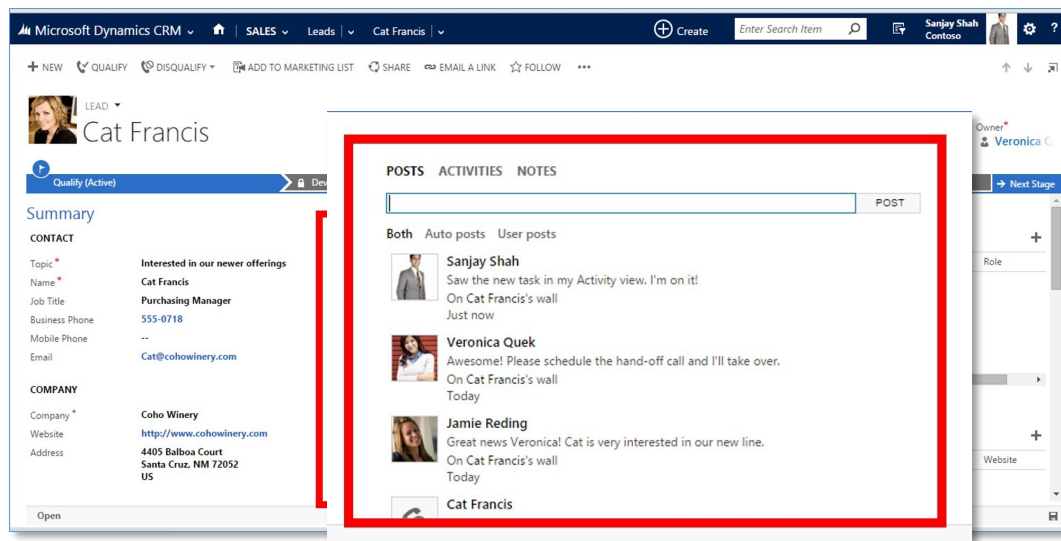 Microsoft Dynamics CRM SALES Leads Cat Francis Create Enter Search Item Sanjay Shah Contoso ?
NEW QUALIFY DISQUALIFY ADD TO MARKETING LIST SHARE EMAIL A LINK FOLLOW •••
LEAD
Cat Francis
Owner*
Veronica
Qualify (Active)
Dev
Next Stage
Summary
CONTACT
Topic * Interested in our newer offerings
Name * Cat Francis
Job Title Purchasing Manager
Business Phone 555-0718
Mobile Phone --
Email Cat@cohowinery.com
COMPANY
Company + Coho Winery
Website http://www.cohowinery.com
Address 4405 Balboa Court
Santa Cruz, NM 72052
US
Open
POSTS ACTIVITIES NOTES
POST
Both Auto posts User posts
Sanjay Shah
Saw the new task in my Activity view. I'm on it!
On Cat Francis's wall
Just now
Veronica Quek
Awesome! Please schedule the hand-off call and I'll take over.
On Cat Francis's wall
Today
Jamie Reding
Great news Veronica! Cat is very interested in our new line.
On Cat Francis's wall
Today
Cat Francis
Role
Website